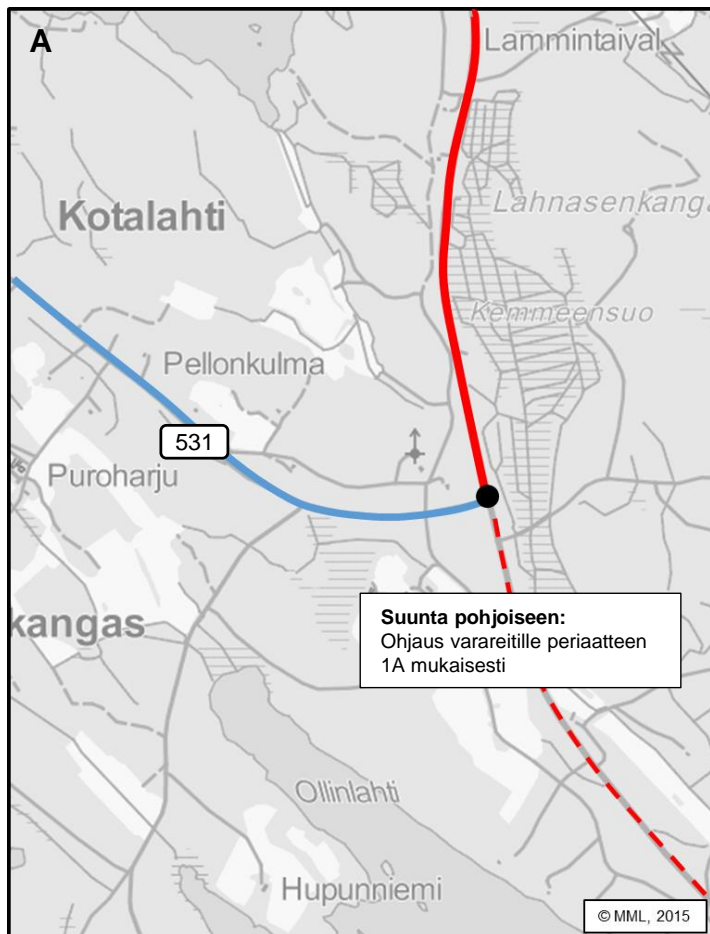 A
Lammintaival
Kotalahti
Lahnasenkanga
Kemmeensuo
Pellonkulma
531
Puroharju
kangas
Suunta pohjoiseen:
Ohjaus varareitille periaatteen
1A mukaisesti
Ollinlahti
Hupunniemi
© MML, 2015